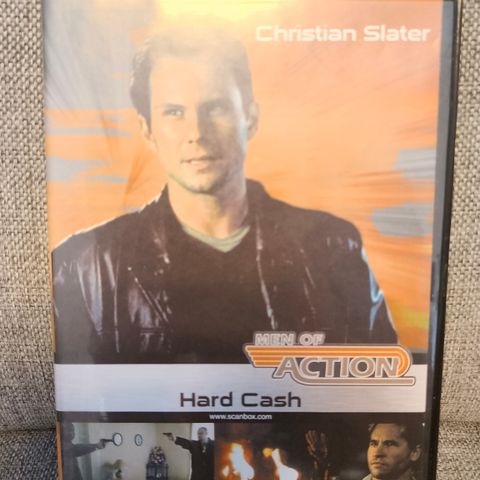 Christian Slater
MEN OF
ACTION
Hard Cash
www.scanbox.com